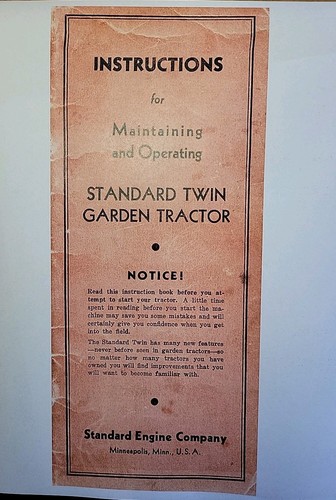 INSTRUCTIONS
for
Maintaining
and Operating
STANDARD TWIN
GARDEN TRACTOR
NOTICE!
Read this instruction book before you at-
tempt to start your tractor. A little time
spent in reading before you start the ma-
chine may save you some mistakes and will
certainly give you confidence when you get
into the field.
The Standard Twin has many new features
—never before seen in garden tractors—so
no matter how many tractors you have
owned you will find improvements that you
will want to become familiar with.
Standard Engine Company
Minneapolis, Minn., U. S. A.